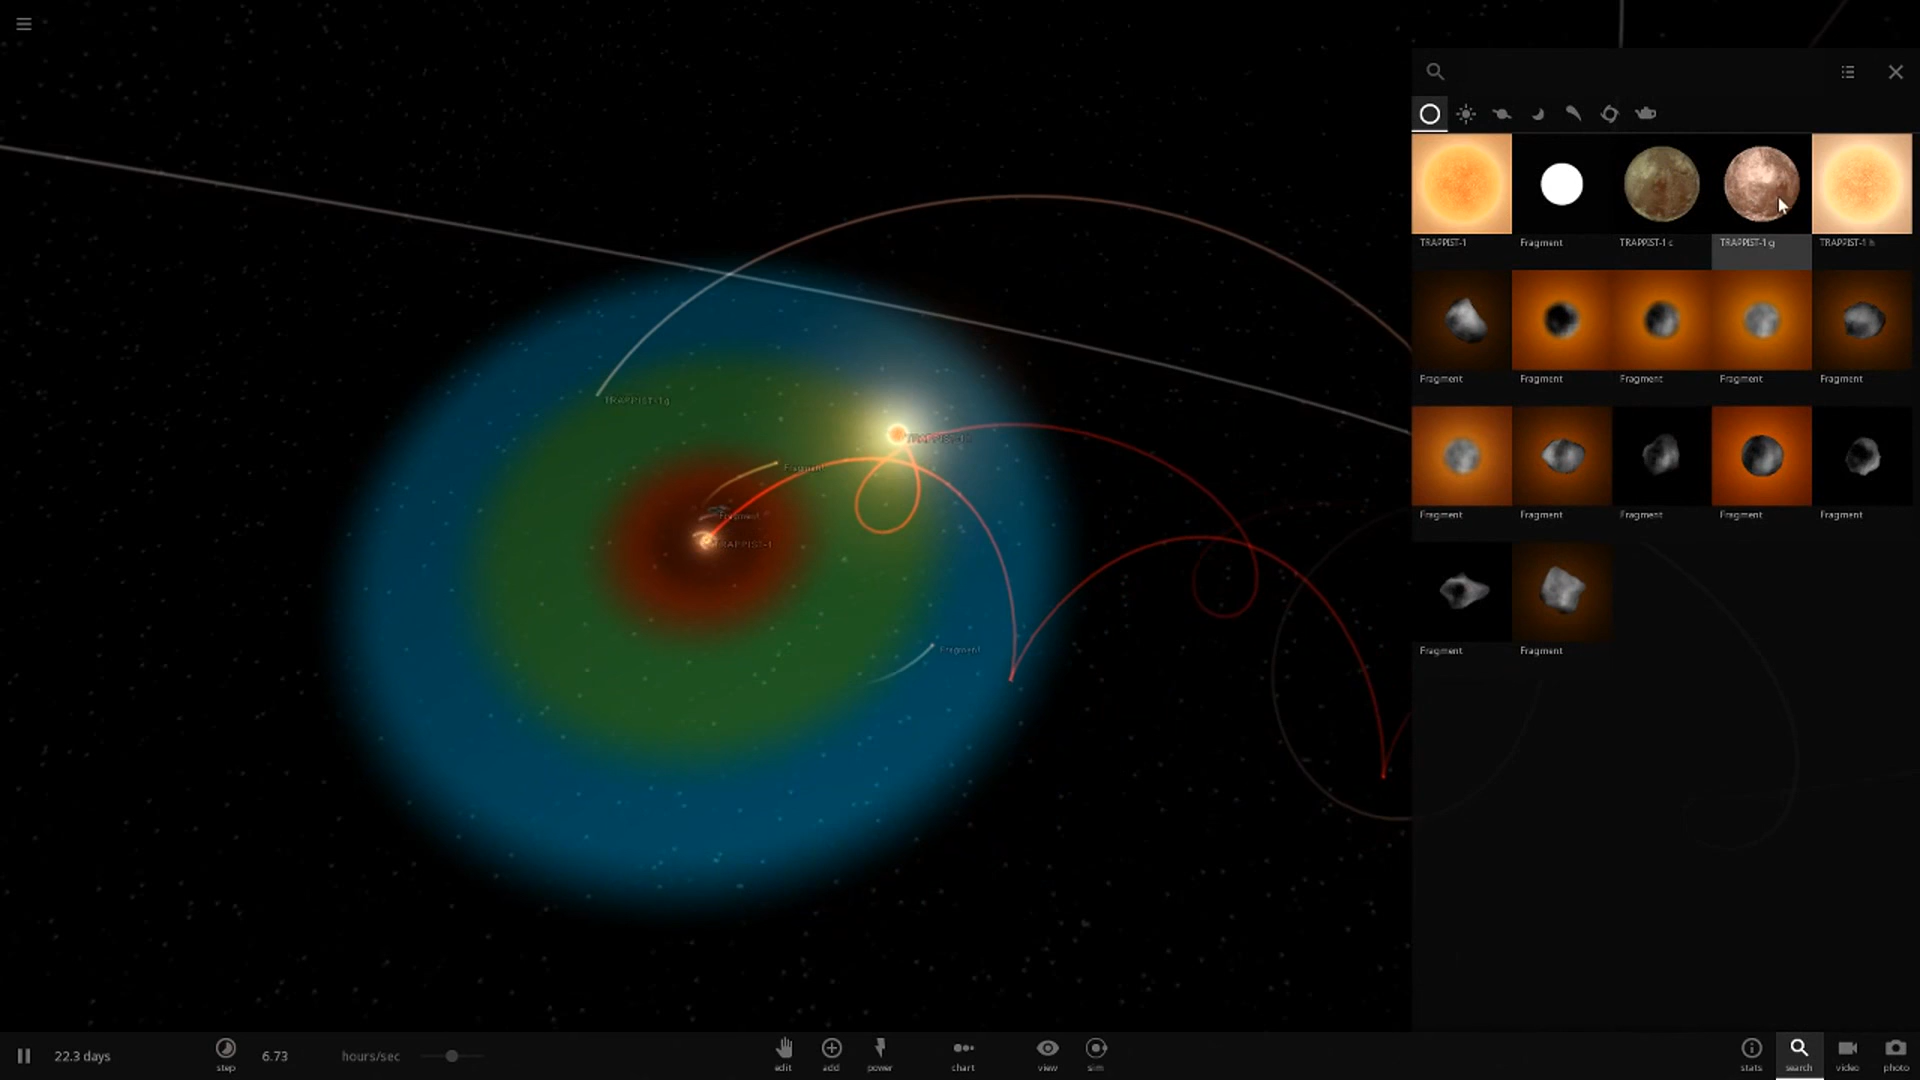 TRAPPIST-1
Fragment
TRAPPIST-1 c
TRAPPIST-1 g
TRAPPIST-1 h
Fragment
Fragment
Fragment
Fragment
Fragment
Fragment
Fragment
Fragment
Fragment
Fragment
Fragment
Fragment
TRAPPIST-1g
Fragment
Fragment
TRAPPIST-1
Fragment
22.3 days
step
6.73
hours/sec
edit
add
power
chart
view
sim
stats
search
video
photo